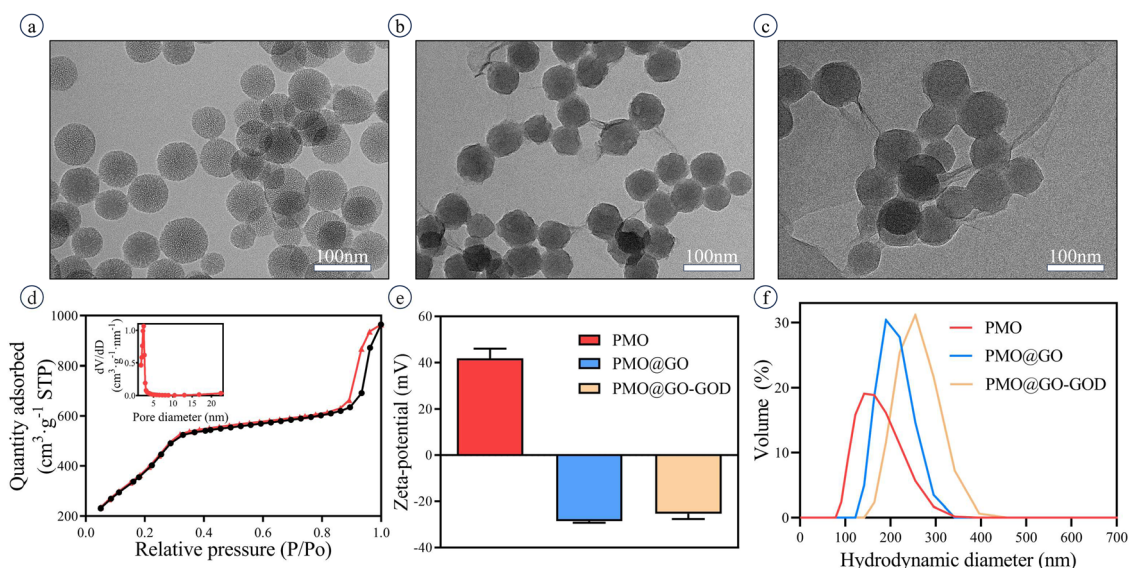 a
b
c
100nm
100nm
100nm
d
e
f
1000
800
600
400
200
Quantity adsorbed
(cm³·g⁻¹ STP)
0.0
0.2
0.4
0.6
0.8
1.0
Relative pressure (P/Po)
1.0
0.5
0.0
dV/dD
(cm³·g⁻¹·nm⁻¹)
5
10
15
20
Pore diameter (nm)
60
40
20
0
-20
-40
Zeta-potential (mV)
PMO
PMO@GO
PMO@GO-GOD
30
20
10
0
Volume (%)
0
100
200
300
400
500
600
700
Hydrodynamic diameter (nm)
PMO
PMO@GO
PMO@GO-GOD